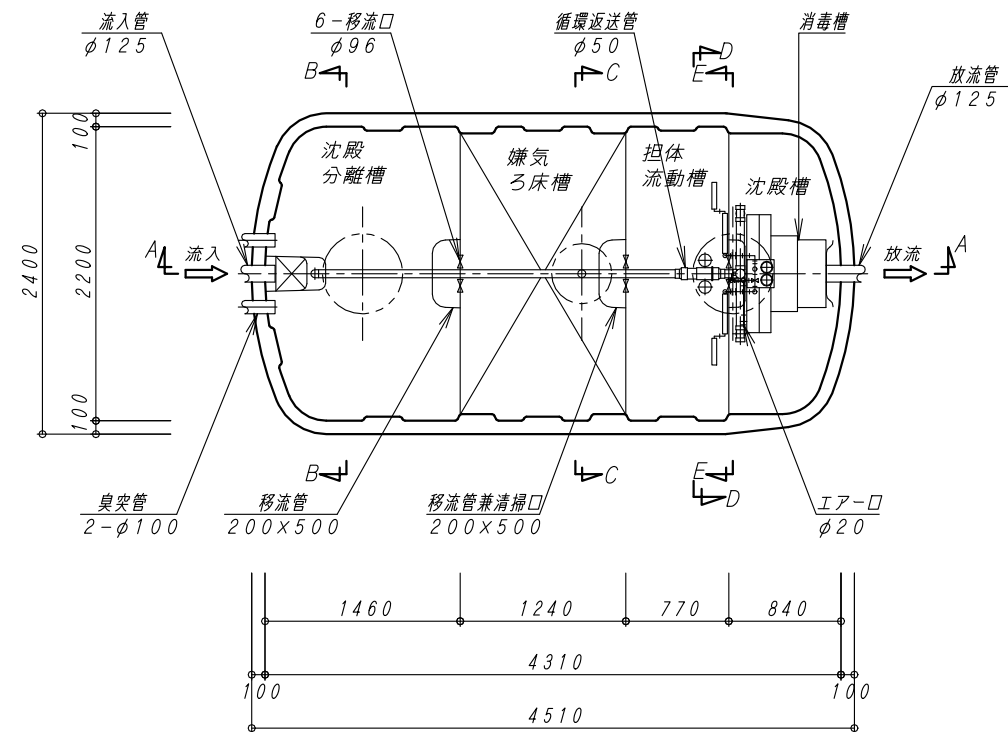 流入管
φ125
6-移流口
φ96
循環返送管
φ50
消毒槽
放流管
φ125
B
C
D
E
100
2200
2400
100
沈殿
分離槽
嫌気
ろ床槽
担体
流動槽
沈殿槽
A
流入
放流
A
B
C
E
D
臭突管
2-φ100
移流管
200×500
移流管兼清掃口
200×500
エアー口
φ20
1460
1240
770
840
4310
100
100
4510